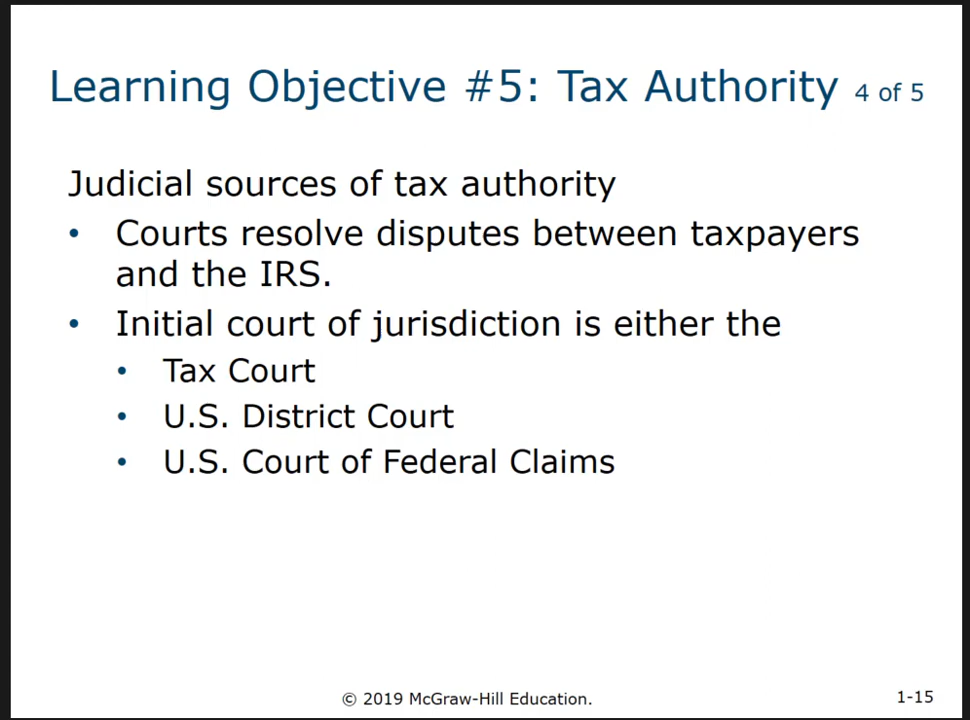 Learning Objective #5: Tax Authority 4 of 5
Judicial sources of tax authority
• Courts resolve disputes between taxpayers
and the IRS.
• Initial court of jurisdiction is either the
• Tax Court
• U.S. District Court
• U.S. Court of Federal Claims
© 2019 McGraw-Hill Education.
1-15